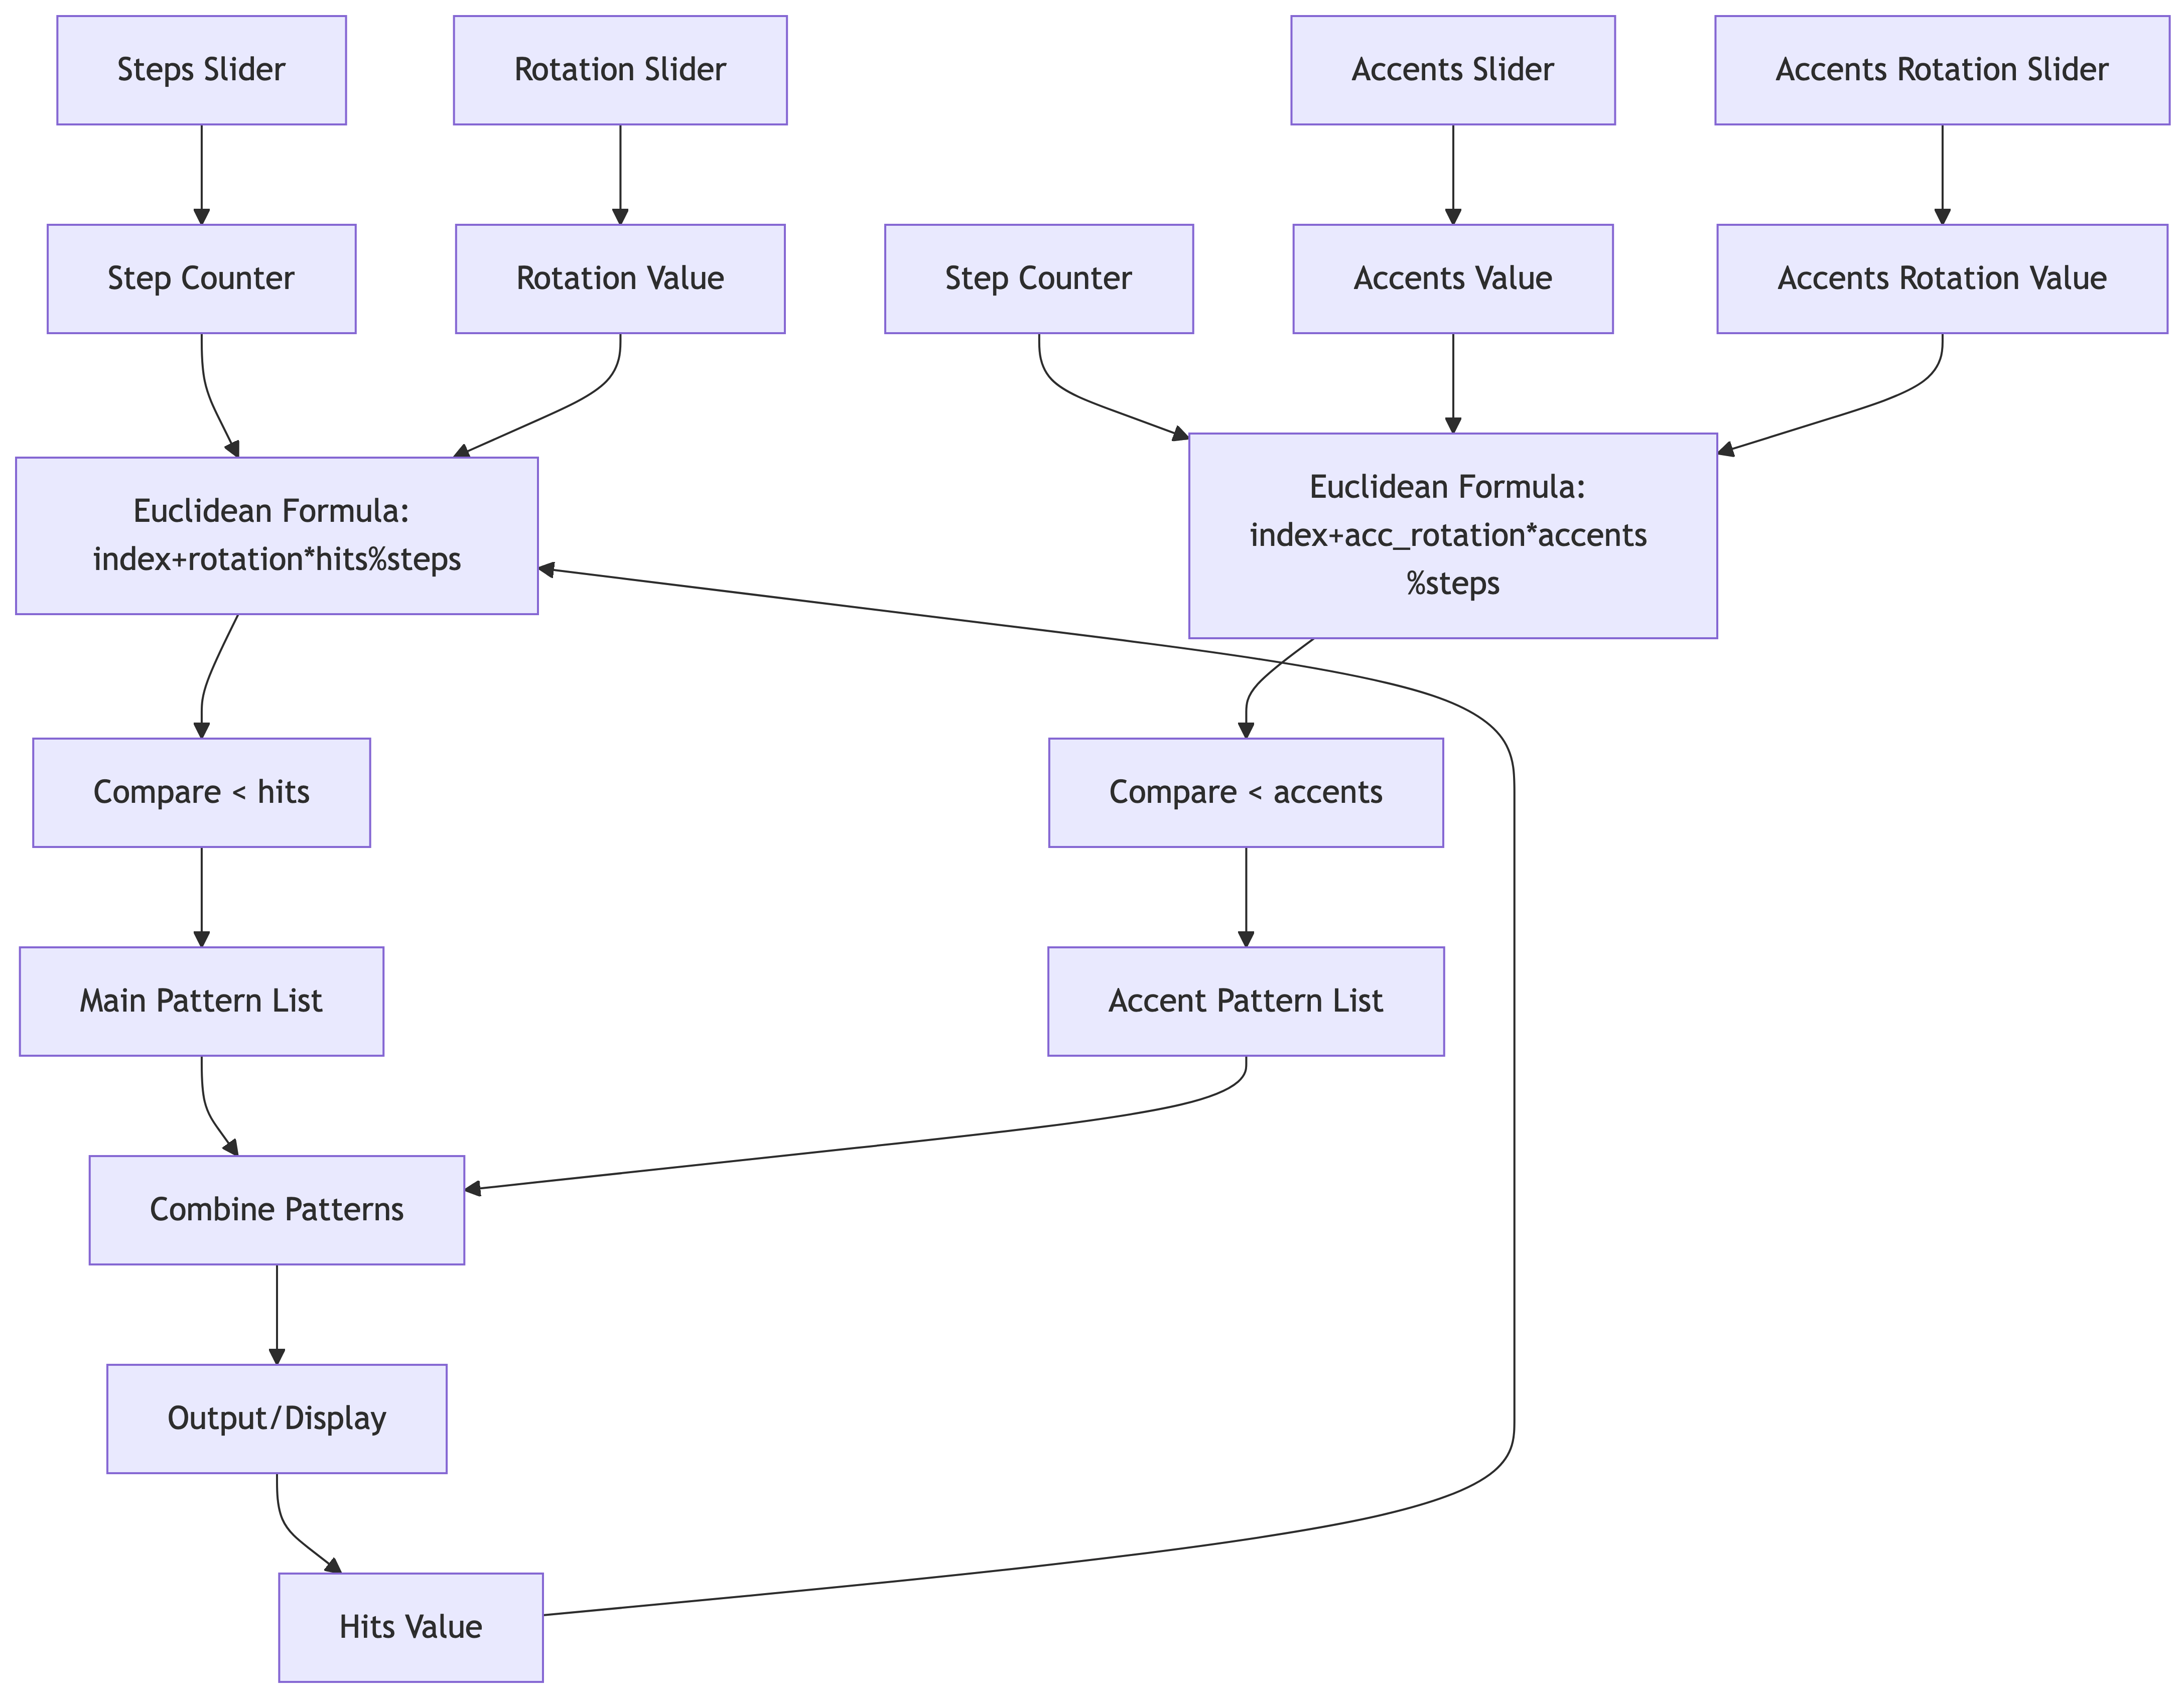 Steps Slider
Rotation Slider
Accents Slider
Accents Rotation Slider
Step Counter
Rotation Value
Step Counter
Accents Value
Accents Rotation Value
Euclidean Formula:
index+rotation*hits%steps
Euclidean Formula:
index+acc_rotation*accents
%steps
Compare < hits
Compare < accents
Main Pattern List
Accent Pattern List
Combine Patterns
Output/Display
Hits Value